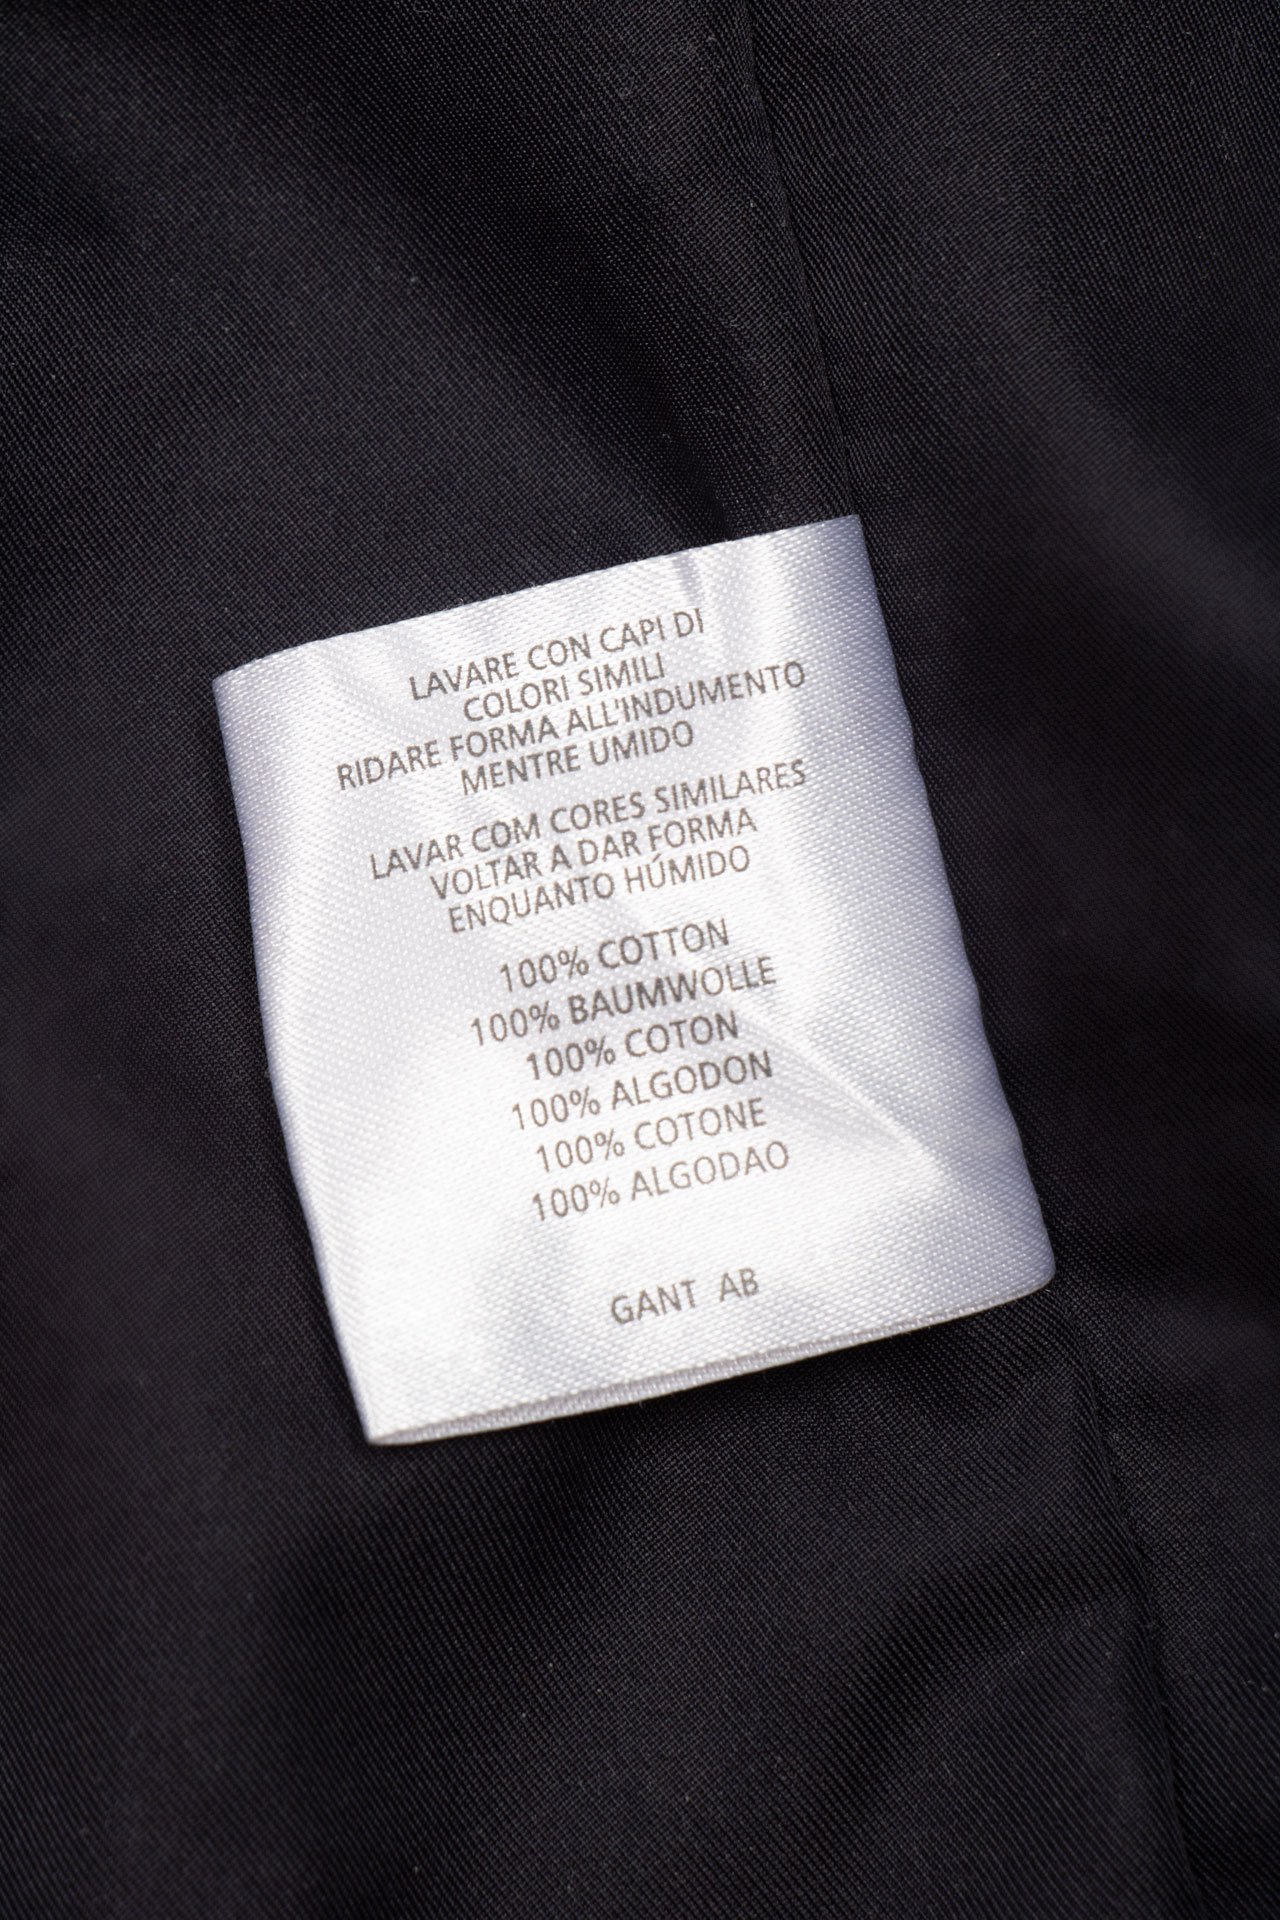 LAVARE CON CAPI DI
COLORI SIMILI
RIDARE FORMA ALL'INDUMENTO
MENTRE UMIDO
LAVAR COM CORES SIMILARES
VOLTAR A DAR FORMA
ENQUANTO HÚMIDO
100% COTTON
100% BAUMWOLLE
100% COTON
100% ALGODON
100% COTONE
100% ALGODAO
GANT AB